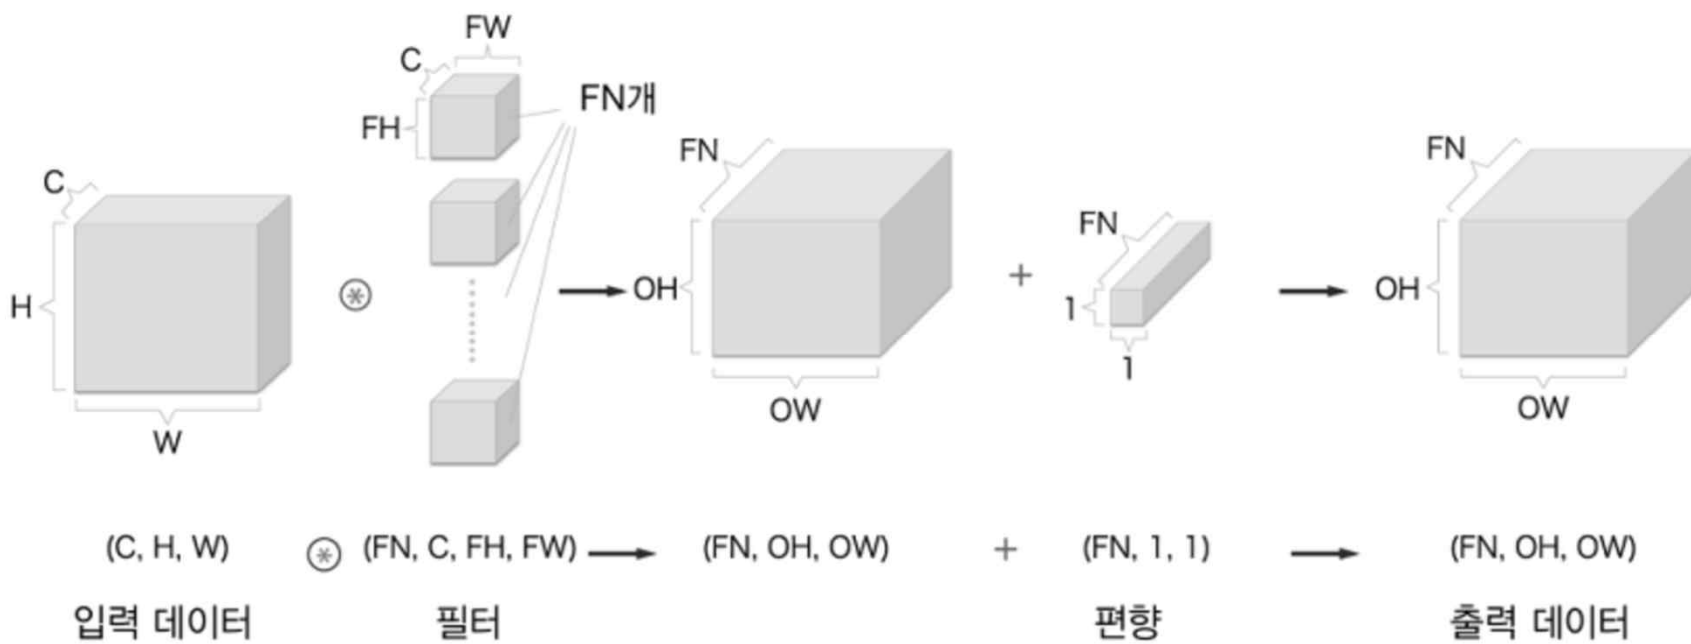 FW
C
FH
FN개
C
H
W
⊛
FN
OH
OW
+
FN
1
1
FN
OH
OW
(C, H, W) ⊛ (FN, C, FH, FW) → (FN, OH, OW) + (FN, 1, 1) → (FN, OH, OW)
입력 데이터 필터 편향 출력 데이터